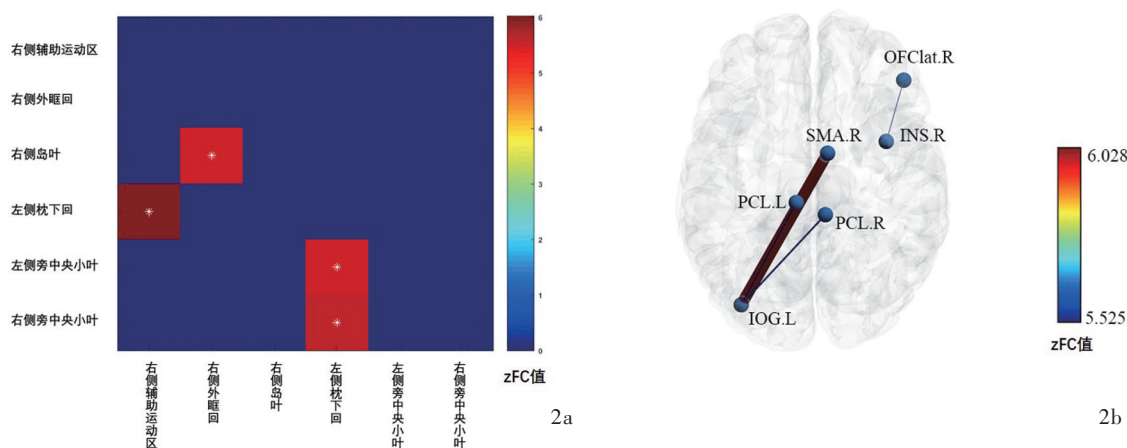 右侧辅助运动区
右侧外眶回
右侧岛叶
左侧枕下回
左侧旁中央小叶
右侧旁中央小叶
右侧辅助运动区
右侧外眶回
右侧岛叶
左侧枕下回
左侧旁中央小叶
右侧旁中央小叶
6
5
4
3
2
1
0
zFC值
2a
OFClat.R
SMA.R
INS.R
PCL.L
PCL.R
IOG.L
6.028
5.525
zFC值
2b